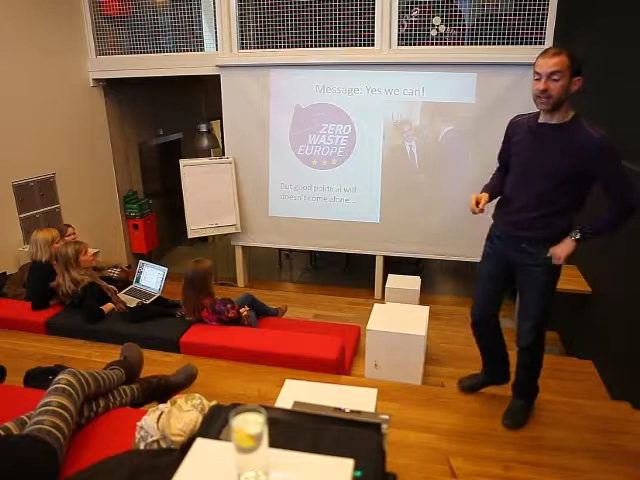 Message: Yes we can!
ZERO
WASTE
EUROPE
But good political will
doesn't come alone...